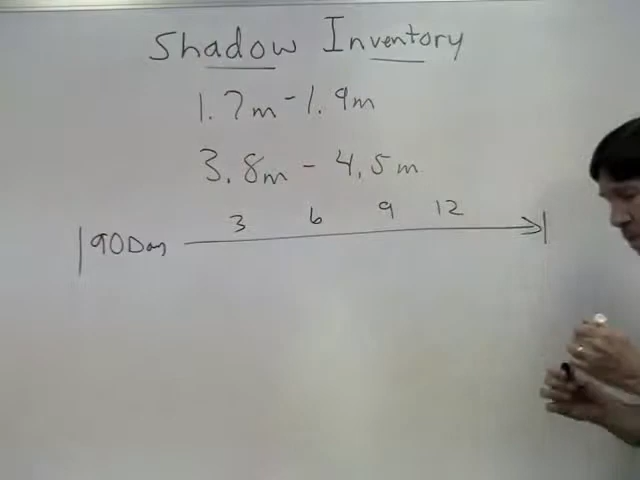 Shadow Inventory
1.7m - 1.9m
3.8m - 4.5m
3 6 9 12
90Day